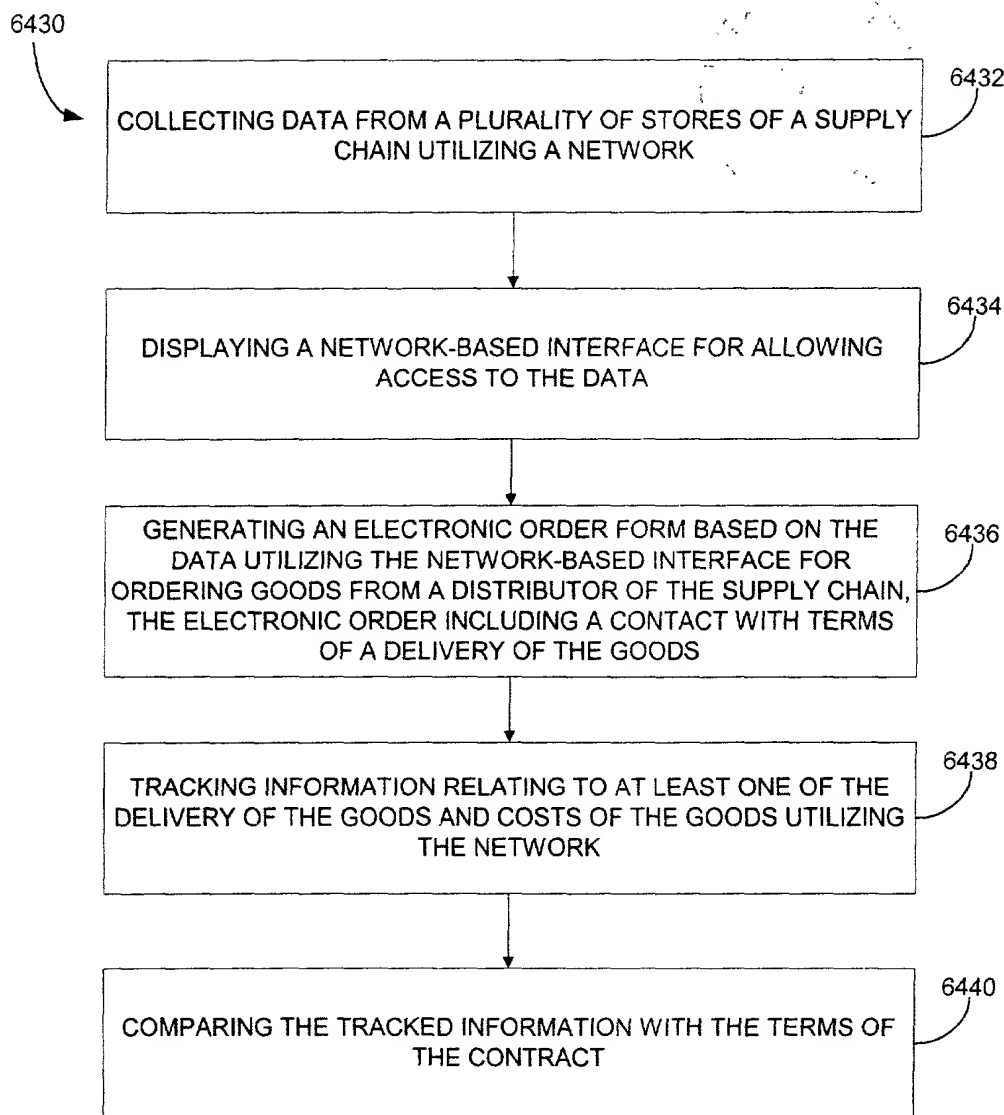 6430
6432
COLLECTING DATA FROM A PLURALITY OF STORES OF A SUPPLY
CHAIN UTILIZING A NETWORK
6434
DISPLAYING A NETWORK-BASED INTERFACE FOR ALLOWING
ACCESS TO THE DATA
6436
GENERATING AN ELECTRONIC ORDER FORM BASED ON THE
DATA UTILIZING THE NETWORK-BASED INTERFACE FOR
ORDERING GOODS FROM A DISTRIBUTOR OF THE SUPPLY CHAIN,
THE ELECTRONIC ORDER INCLUDING A CONTACT WITH TERMS
OF A DELIVERY OF THE GOODS
6438
TRACKING INFORMATION RELATING TO AT LEAST ONE OF THE
DELIVERY OF THE GOODS AND COSTS OF THE GOODS UTILIZING
THE NETWORK
6440
COMPARING THE TRACKED INFORMATION WITH THE TERMS OF
THE CONTRACT